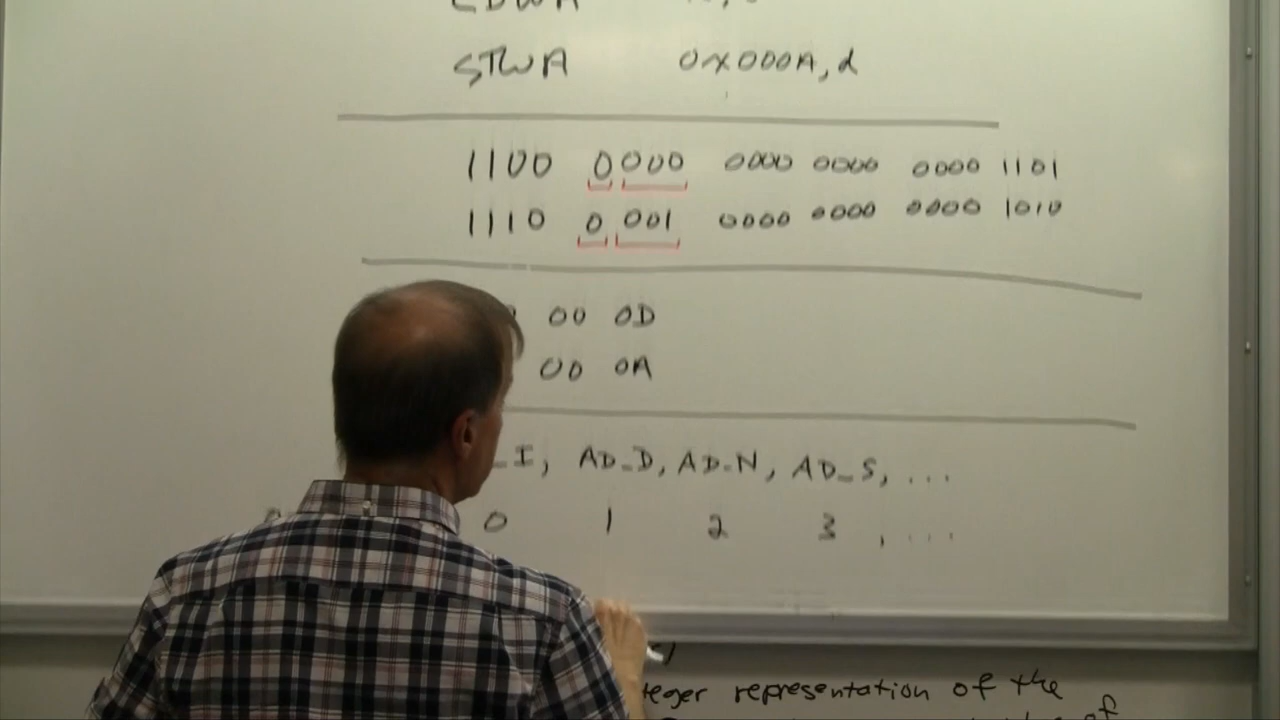 STWA 0x000A,d
1100 0000 0000 0000 0000 1101
1110 0001 0000 0000 0000 1010
00 0D
00 0A
_I, AD_D, AD_N, AD_S, ...
0 1 2 3 , ...
teger representation of the
of